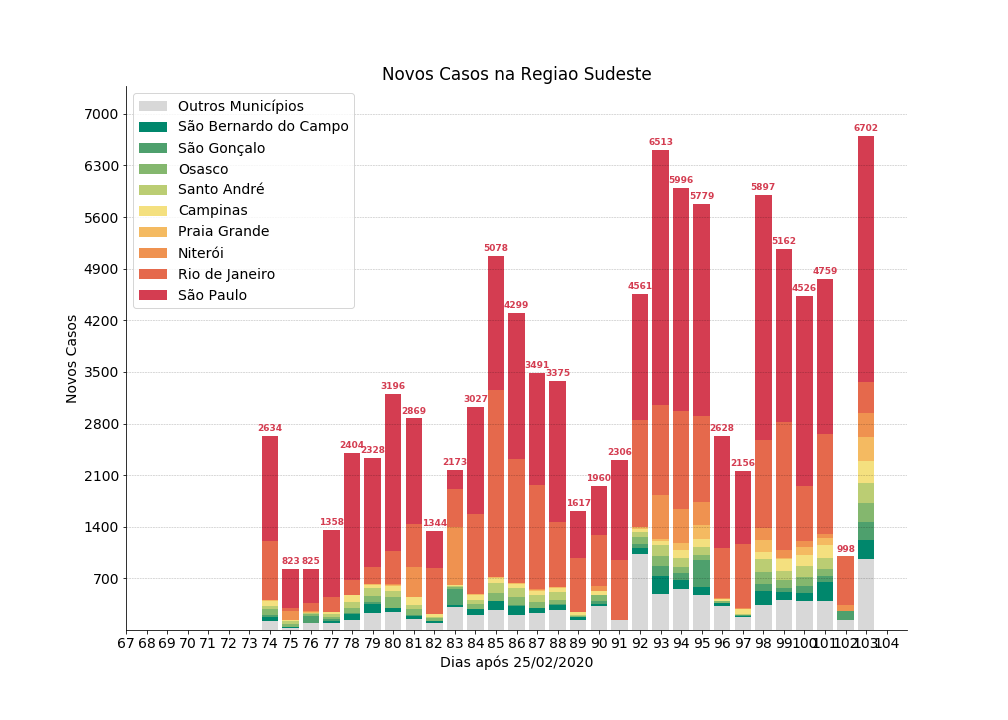 Novos Casos na Regiao Sudeste
Outros Municípios
São Bernardo do Campo
São Gonçalo
Osasco
Santo André
Campinas
Praia Grande
Niterói
Rio de Janeiro
São Paulo
Novos Casos
7000
6300
5600
4900
4200
3500
2800
2100
1400
700
2634
823
825
1358
2404
2328
3196
2869
1344
2173
3027
5078
4299
3491
3375
1617
1960
2306
4561
6513
5996
5779
2628
2156
5897
5162
4526
4759
998
6702
67 68 69 70 71 72 73 74 75 76 77 78 79 80 81 82 83 84 85 86 87 88 89 90 91 92 93 94 95 96 97 98 99 100 101 102 103 104
Dias após 25/02/2020